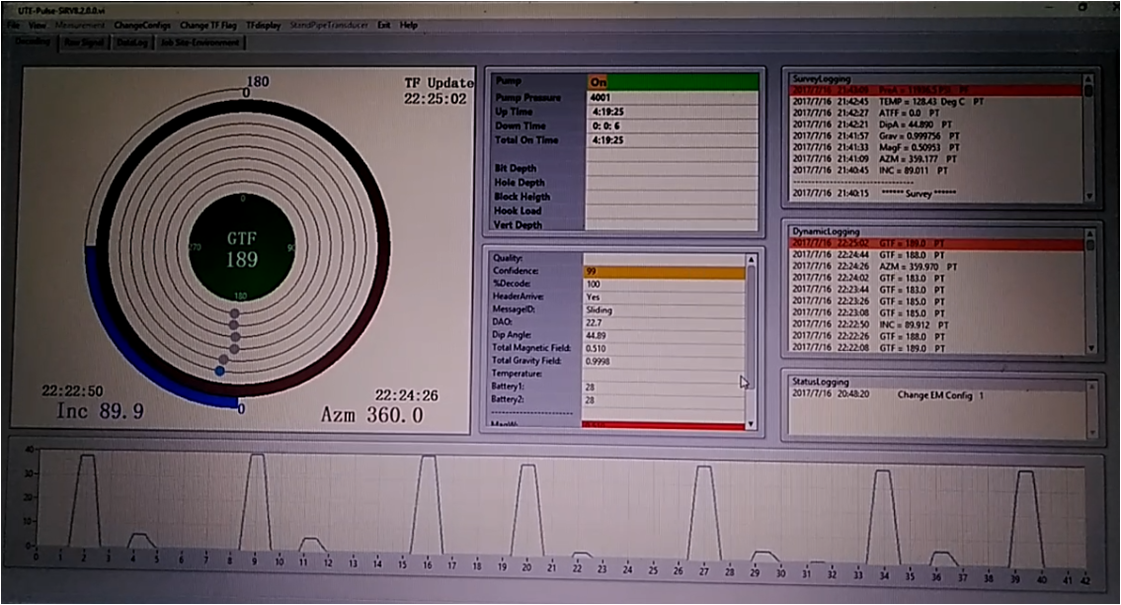 UTE-Pulse-SIRV8.2.0.0.vi
File View Measurement ChangeConfigs Change TF Flag TFdisplay StandPipeTransducer Exit Help
Decoding Raw Signal DataLog Job Site-Environment
180
0
TF Update
22:25:02
0
GTF
270 90
189
180
22:22:50
Inc 89.9
0
22:24:26
Azm 360.0
Pump On
Pump Pressure 4001
Up Time 4:19:25
Down Time 0: 0: 6
Total On Time 4:19:25
Bit Depth
Hole Depth
Block Heigth
Hook Load
Vert Depth
Quality:
Confidence: 99
%Decode: 100
HeaderArrive: Yes
MessageID: Sliding
DAO: 22.7
Dip Angle: 44.89
Total Magnetic Field: 0.510
Total Gravity Field: 0.9998
Temperature:
Battery1: 28
Battery2: 28
--------------------
SurveyLogging
2017/7/16 21:43:09 PT
2017/7/16 21:42:45 TEMP = 128.43 Deg C PT
2017/7/16 21:42:27 ATFF = 0.0 PT
2017/7/16 21:42:21 DipA = 44.890 PT
2017/7/16 21:41:57 Grav = 0.999756 PT
2017/7/16 21:41:33 MagF = 0.50953 PT
2017/7/16 21:41:09 AZM = 359.177 PT
2017/7/16 21:40:45 INC = 89.011 PT
------------------------------
2017/7/16 21:40:15 ****** Survey ******
DynamicLogging
2017/7/16 22:25:02 GTF = 189.0 PT
2017/7/16 22:24:44 GTF = 188.0 PT
2017/7/16 22:24:26 AZM = 359.970 PT
2017/7/16 22:24:02 GTF = 183.0 PT
2017/7/16 22:23:44 GTF = 183.0 PT
2017/7/16 22:23:26 GTF = 185.0 PT
2017/7/16 22:23:08 GTF = 185.0 PT
2017/7/16 22:22:50 INC = 89.912 PT
2017/7/16 22:22:26 GTF = 188.0 PT
2017/7/16 22:22:08 GTF = 189.0 PT
StatusLogging
2017/7/16 20:48:20 Change EM Config 1
40
30
20
10
0
0 1 2 3 4 5 6 7 8 9 10 11 12 13 14 15 16 17 18 19 20 21 22 23 24 25 26 27 28 29 30 31 32 33 34 35 36 37 38 39 40 41 42